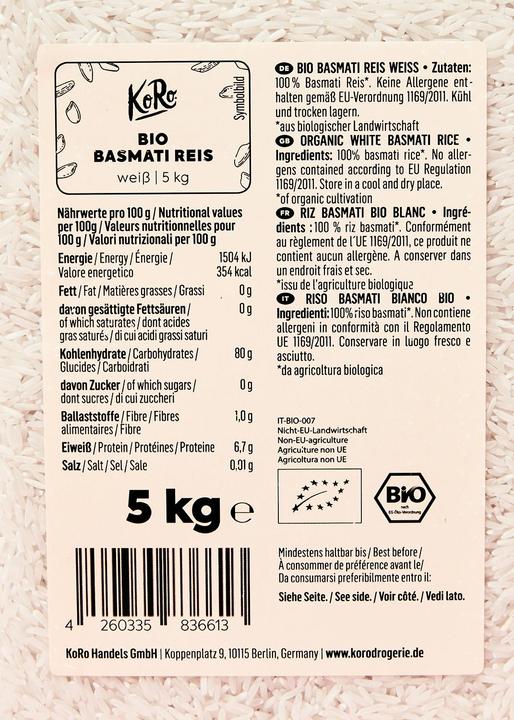 KoRo
Symbolbild
BIO
BASMATI REIS
weiß | 5 kg
Nährwerte pro 100 g / Nutritional values
per 100g / Valeurs nutritionnelles pour
100 g / Valori nutrizionali per 100 g
Energie / Energy / Énergie / 1504 kJ
Valore energetico 354 kcal
Fett / Fat / Matières grasses / Grassi 0 g
davon gesättigte Fettsäuren / 0 g
of which saturates / dont acides
gras saturés / di cui acidi grassi saturi
Kohlenhydrate / Carbohydrates / 80 g
Glucides / Carboidrati
davon Zucker / of which sugars / 0 g
dont sucres / di cui zuccheri
Ballaststoffe / Fibre / Fibres 1,0 g
alimentaires / Fibre
Eiweiß / Protein / Protéines / Proteine 6,7 g
Salz / Salt / Sel / Sale 0,01 g
5 kg e
4 260335 836613
KoRo Handels GmbH | Koppenplatz 9, 10115 Berlin, Germany | www.korodrogerie.de
DE BIO BASMATI REIS WEISS • Zutaten:
100 % Basmati Reis*. Keine Allergene ent-
halten gemäß EU-Verordnung 1169/2011. Kühl
und trocken lagern.
*aus biologischer Landwirtschaft
GB ORGANIC WHITE BASMATI RICE •
Ingredients: 100% basmati rice*. No aller-
gens contained according to EU Regulation
1169/2011. Store in a cool and dry place.
*of organic cultivation
FR RIZ BASMATI BIO BLANC • Ingré-
dients : 100 % riz basmati*. Conformément
au règlement de l'UE 1169/2011, ce produit ne
contient aucun allergène. A conserver dans
un endroit frais et sec.
*issu de l'agriculture biologique
IT RISO BASMATI BIANCO BIO •
Ingredienti: 100% riso basmati*. Non contiene
allergeni in conformità con il Regolamento
UE 1169/2011. Conservare in luogo fresco e
asciutto.
*da agricoltura biologica
IT-BIO-007
Nicht-EU-Landwirtschaft
Non-EU-agriculture
Agriculture non UE
Agricoltura non UE
Bio
nach
EG-Öko-Verordnung
Mindestens haltbar bis / Best before /
À consommer de préférence avant le/
Da consumarsi preferibilmente entro il:
Siehe Seite. / See side. / Voir côté. / Vedi lato.